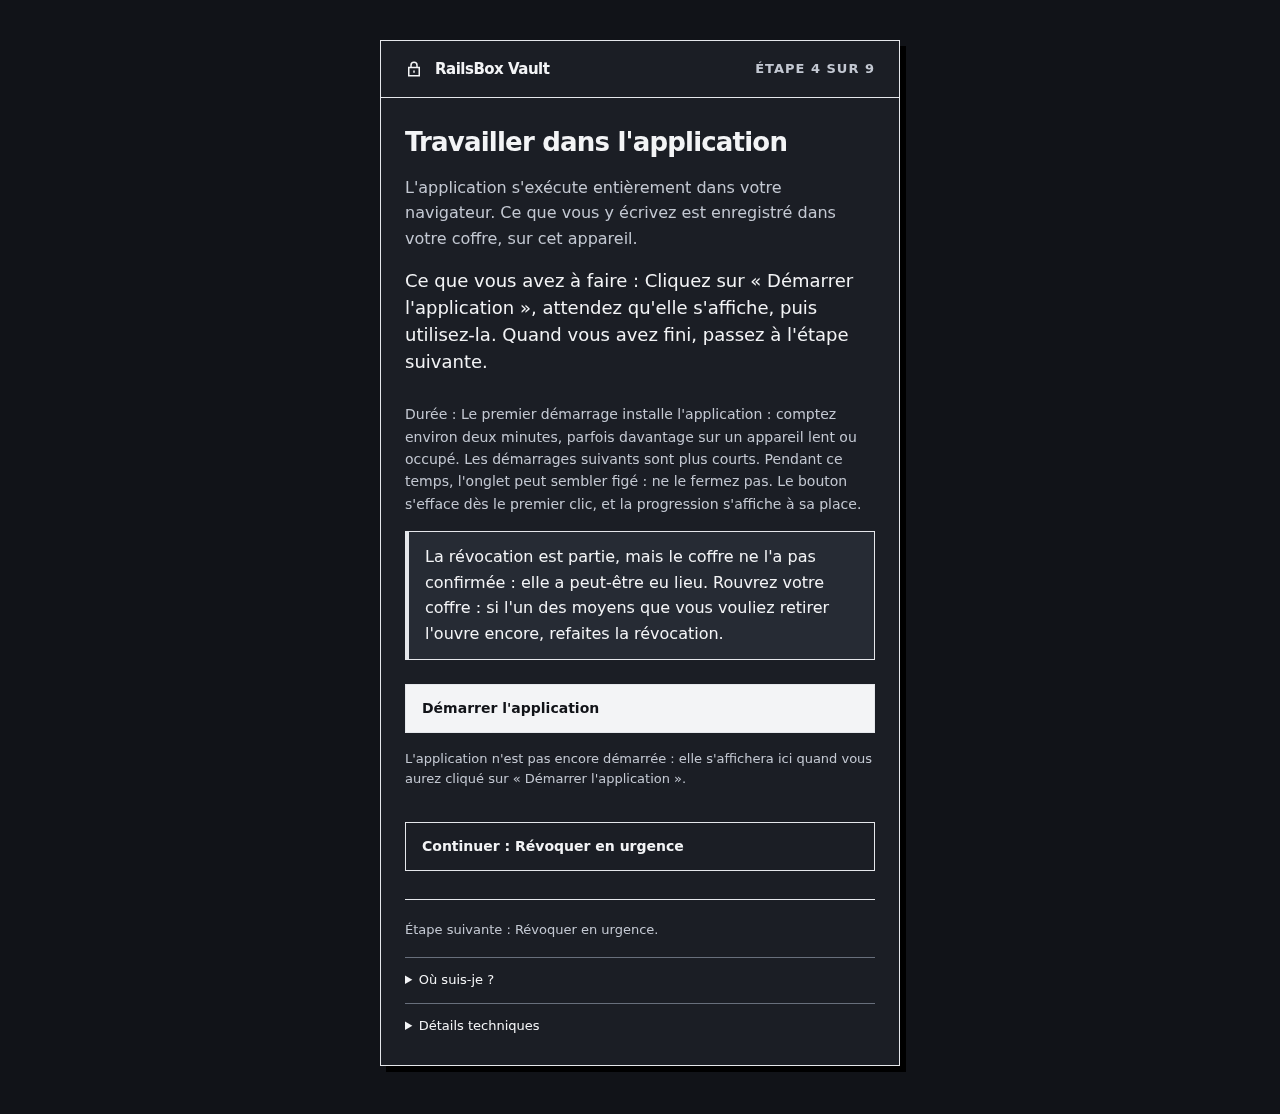 RailsBox Vault
ÉTAPE 4 SUR 9
Travailler dans l'application
L'application s'exécute entièrement dans votre
navigateur. Ce que vous y écrivez est enregistré dans
votre coffre, sur cet appareil.
Ce que vous avez à faire : Cliquez sur « Démarrer
l'application », attendez qu'elle s'affiche, puis
utilisez-la. Quand vous avez fini, passez à l'étape
suivante.
Durée : Le premier démarrage installe l'application : comptez
environ deux minutes, parfois davantage sur un appareil lent ou
occupé. Les démarrages suivants sont plus courts. Pendant ce
temps, l'onglet peut sembler figé : ne le fermez pas. Le bouton
s'efface dès le premier clic, et la progression s'affiche à sa place.
La révocation est partie, mais le coffre ne l'a pas
confirmée : elle a peut-être eu lieu. Rouvrez votre
coffre : si l'un des moyens que vous vouliez retirer
l'ouvre encore, refaites la révocation.
Démarrer l'application
L'application n'est pas encore démarrée : elle s'affichera ici quand vous
aurez cliqué sur « Démarrer l'application ».
Continuer : Révoquer en urgence
Étape suivante : Révoquer en urgence.
Où suis-je ?
Détails techniques